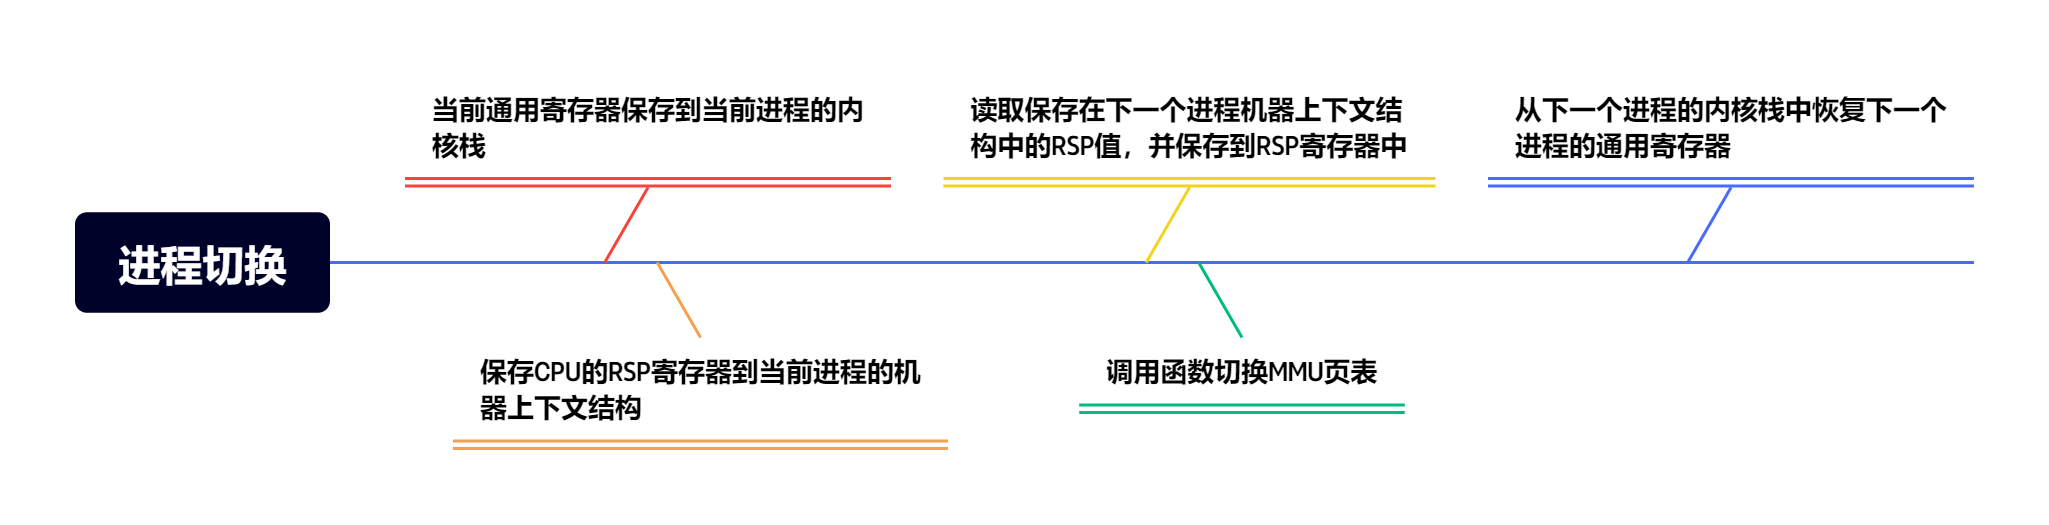 进程切换
当前通用寄存器保存到当前进程的内
核栈
保存CPU的RSP寄存器到当前进程的机
器上下文结构
读取保存在下一个进程机器上下文结
构中的RSP值，并保存到RSP寄存器中
调用函数切换MMU页表
从下一个进程的内核栈中恢复下一个
进程的通用寄存器